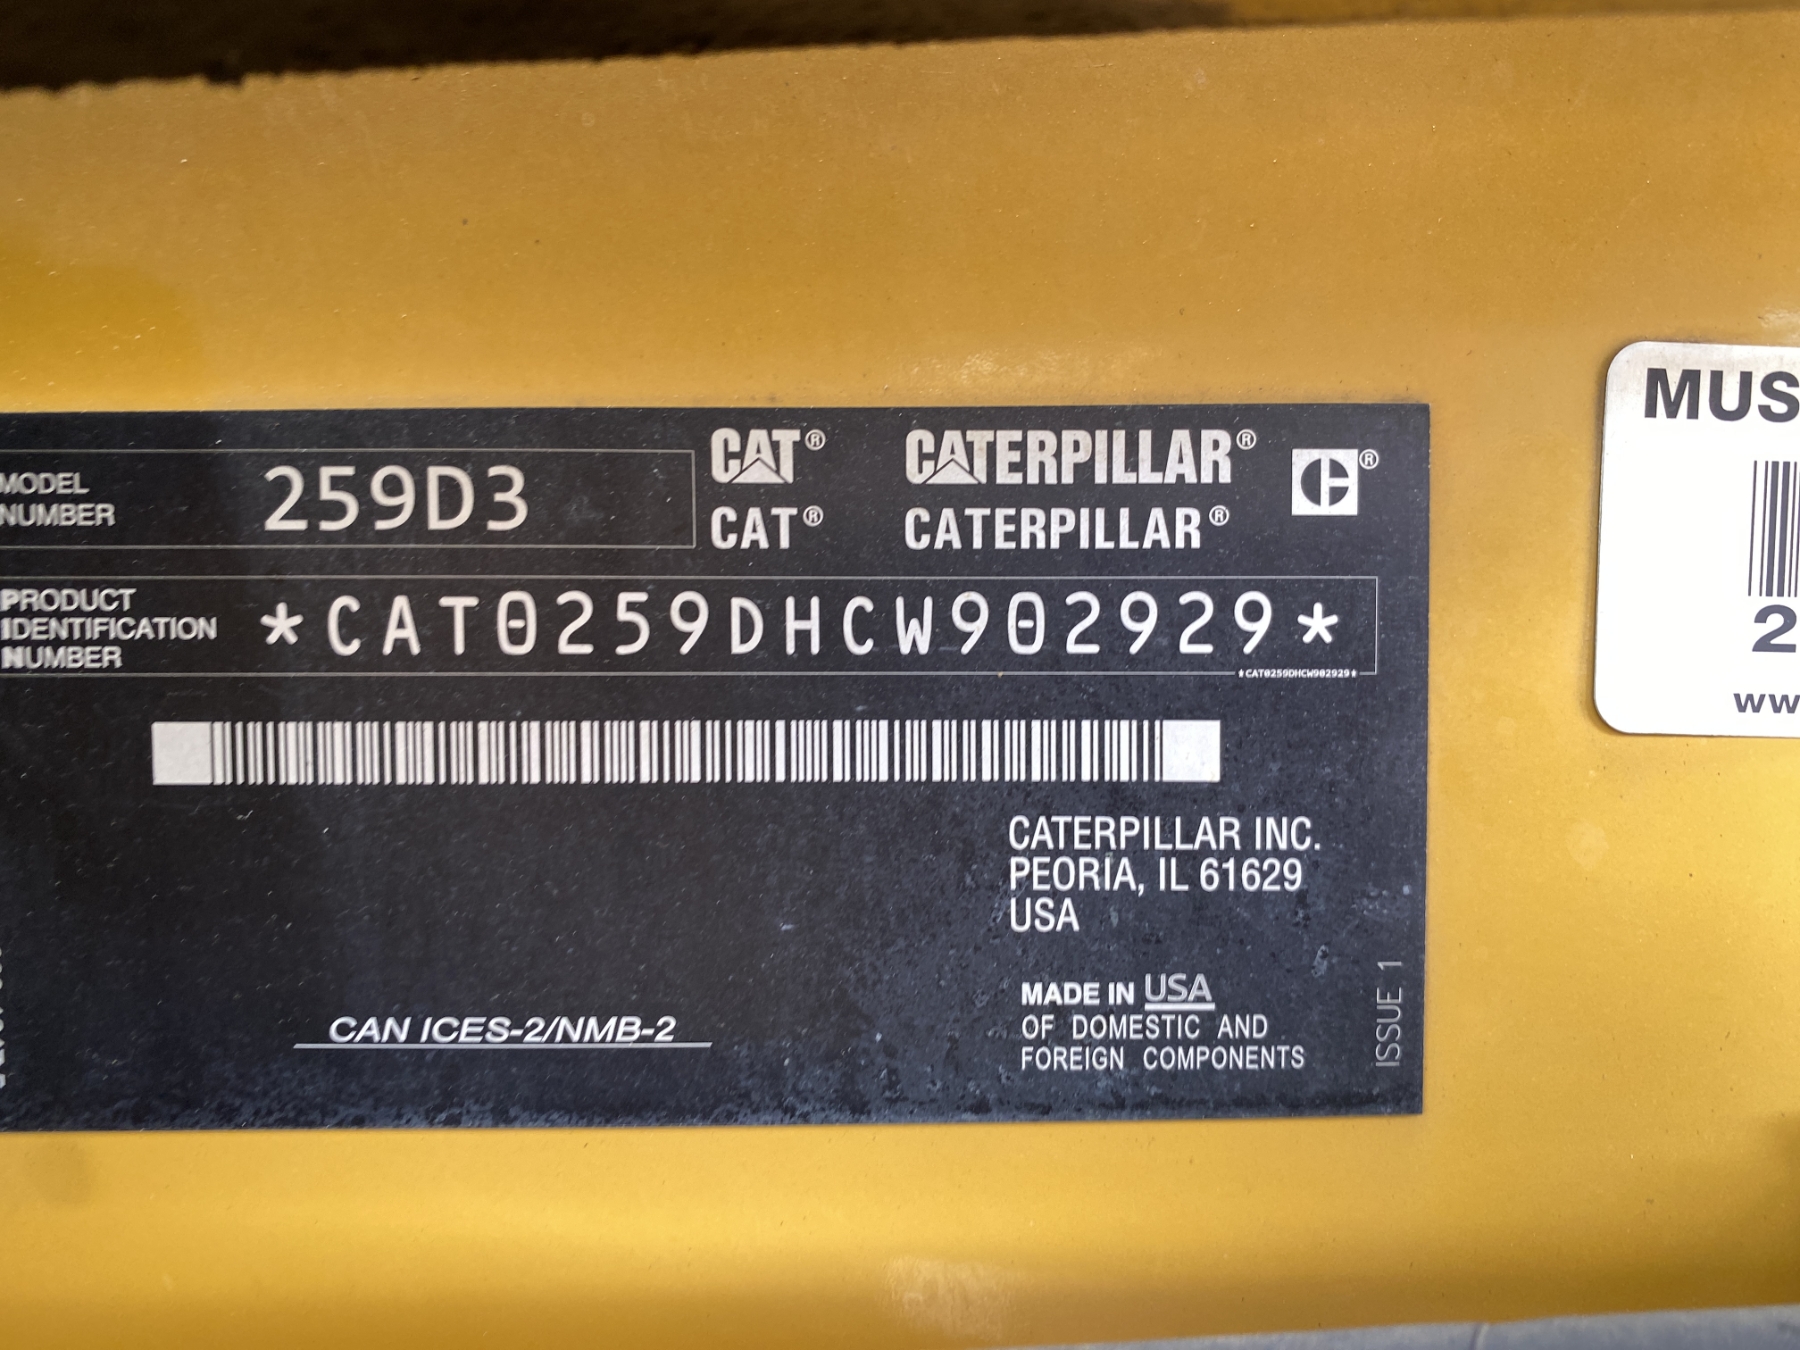 MODEL
NUMBER
259D3
CAT® CATERPILLAR® ®
CAT® CATERPILLAR®
PRODUCT
IDENTIFICATION
NUMBER
*CAT0259DHCW902929*
*CAT0259DHCW902929*
CATERPILLAR INC.
PEORIA, IL 61629
USA
MADE IN USA
OF DOMESTIC AND
FOREIGN COMPONENTS
CAN ICES-2/NMB-2
ISSUE 1
MUS
2
ww